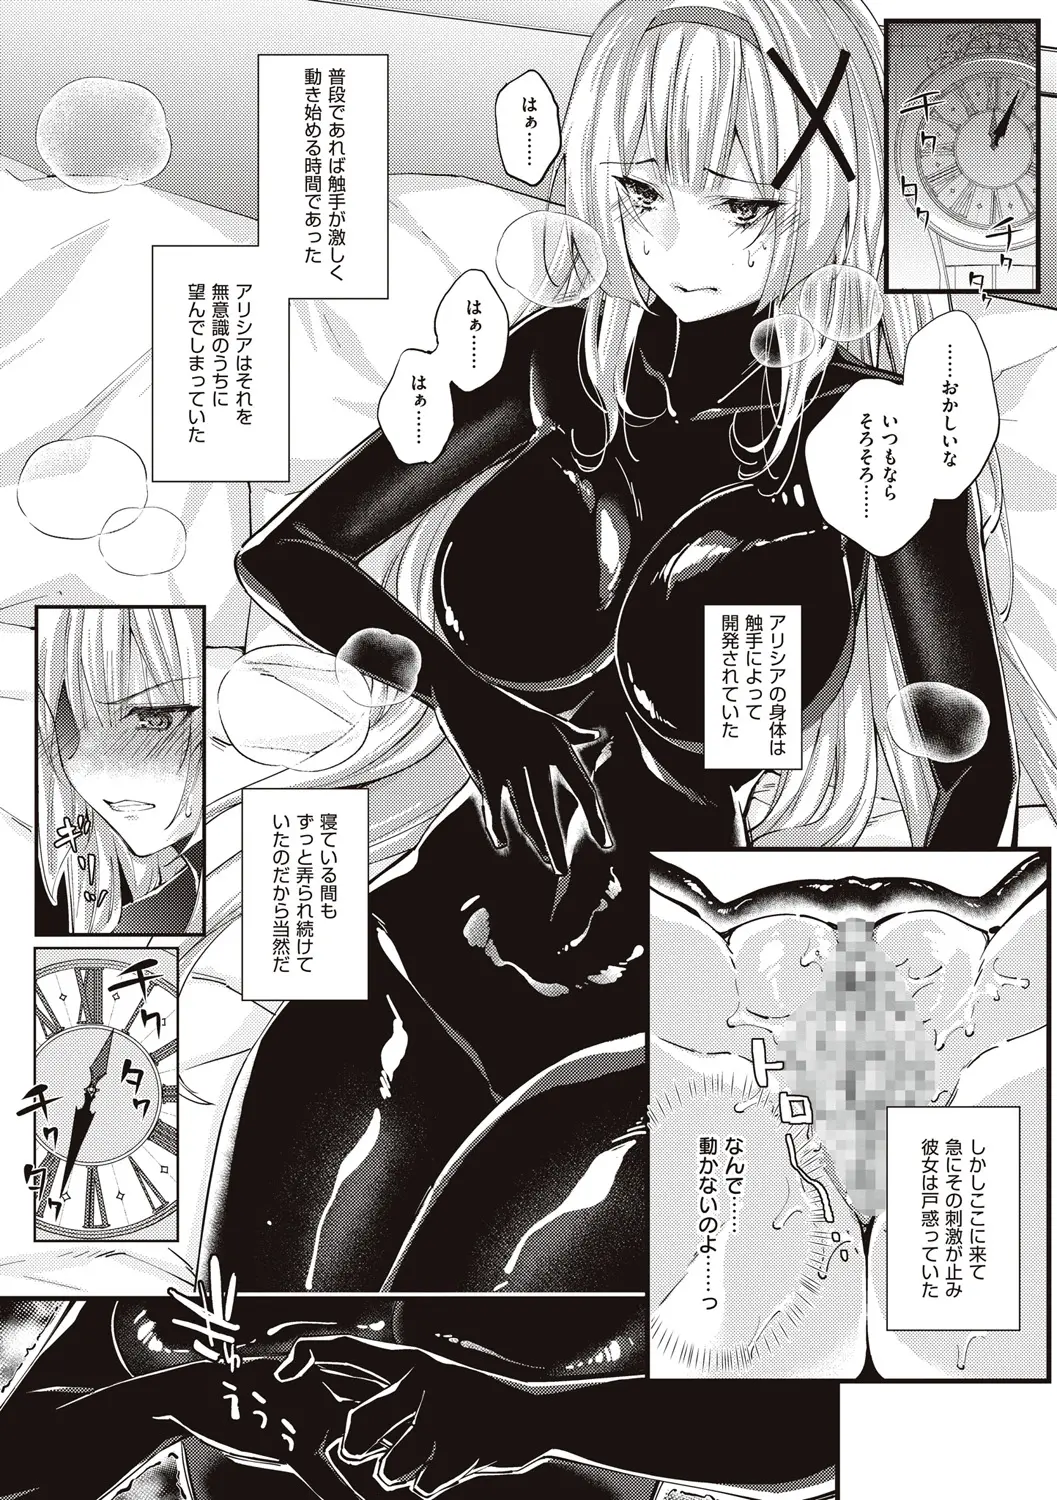 チク
タク
チク
タク
……おかしいな
いつもなら
そろそろ……
はぁ……
普段であれば触手が激しく
動き始める時間であった
はぁ……
はぁ……
アリシアはそれを
無意識のうちに
望んでしまっていた
アリシアの身体は
触手によって
開発されていた
寝ている間も
ずっと弄られ続けて
いたのだから当然だ
ギリッ
チク
タク
チク
タク
トロ
しかしここに来て
急にその刺激が止み
彼女は戸惑っていた
なんで……
動かないのよ……っ